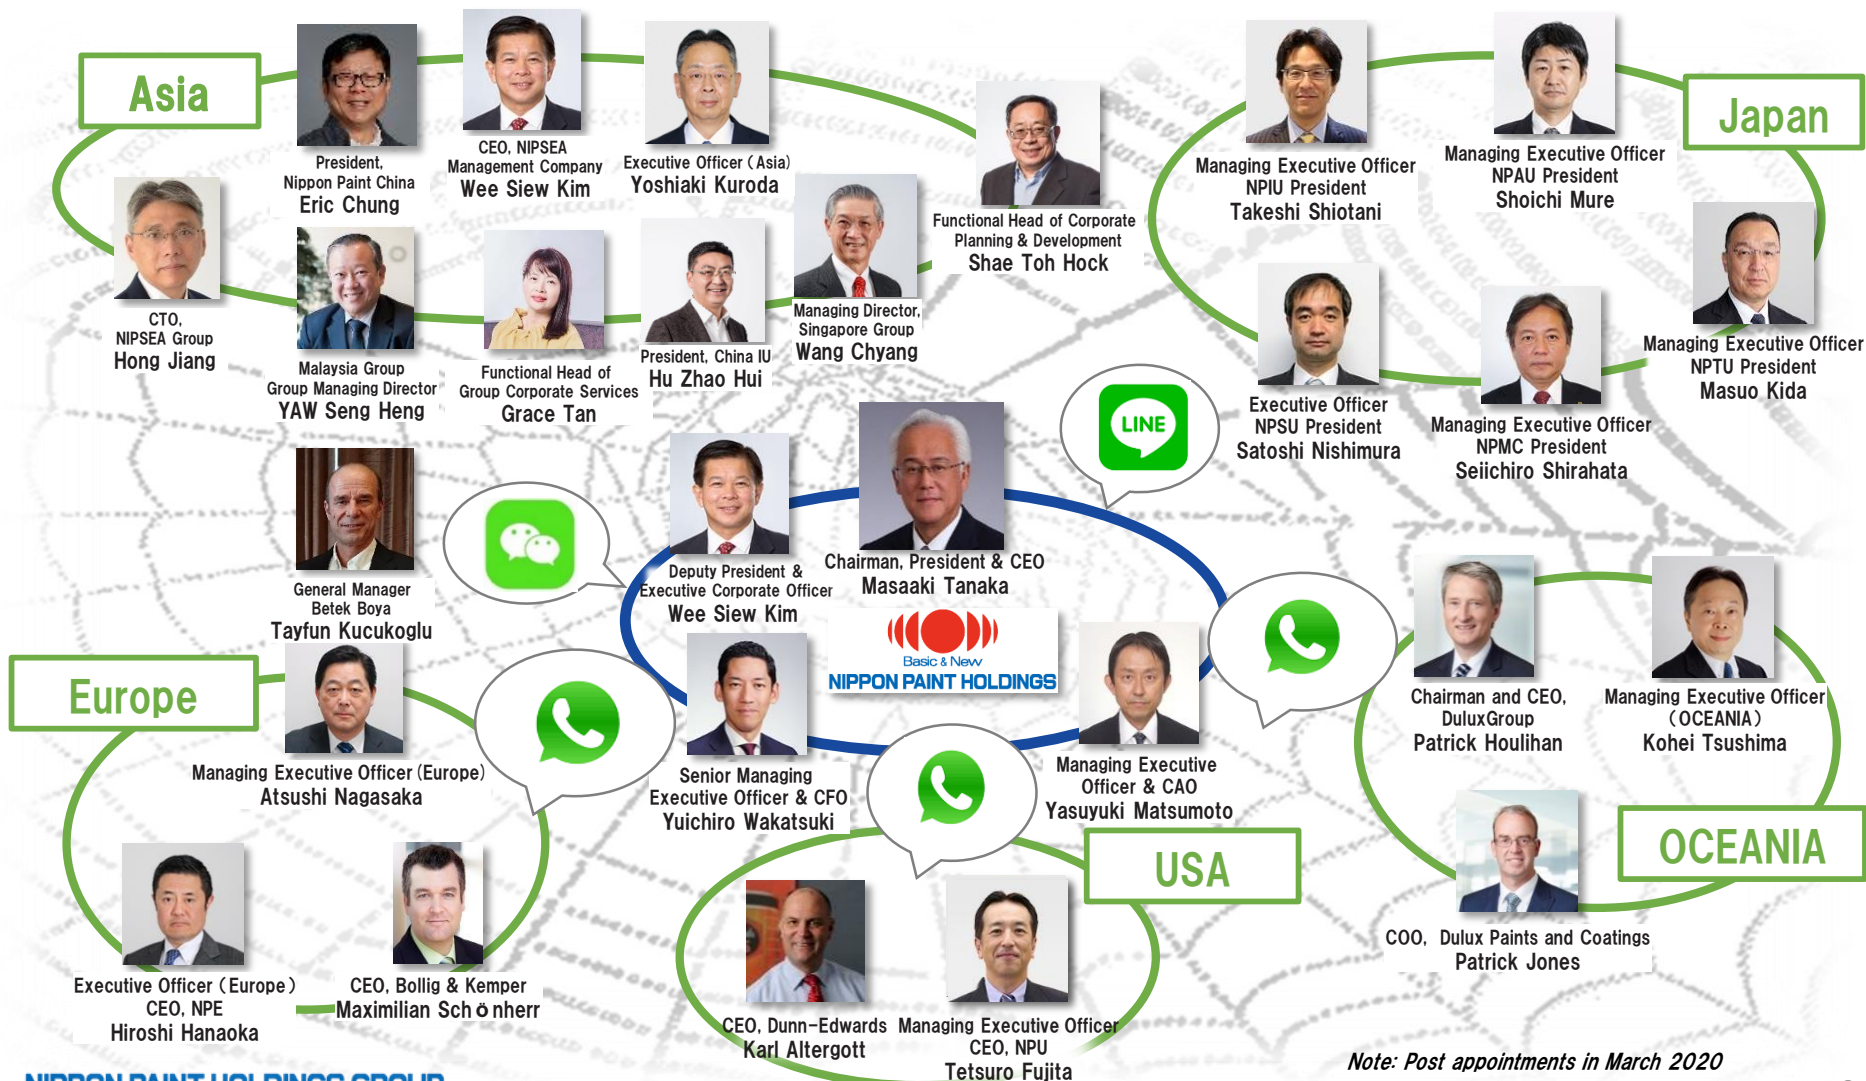 Asia
President,
Nippon Paint China
Eric Chung
CEO, NIPSEA
Management Company
Wee Siew Kim
Executive Officer (Asia)
Yoshiaki Kuroda
Functional Head of Corporate
Planning & Development
Shae Toh Hock
CTO,
NIPSEA Group
Hong Jiang
Malaysia Group
Group Managing Director
YAW Seng Heng
Functional Head of
Group Corporate Services
Grace Tan
President, China IU
Hu Zhao Hui
Managing Director,
Singapore Group
Wang Chyang
Japan
Managing Executive Officer
NPIU President
Takeshi Shiotani
Managing Executive Officer
NPAU President
Shoichi Mure
Managing Executive Officer
NPTU President
Masuo Kida
Executive Officer
NPSU President
Satoshi Nishimura
Managing Executive Officer
NPMC President
Seiichiro Shirahata
LINE
General Manager
Betek Boya
Tayfun Kucukoglu
Deputy President &
Executive Corporate Officer
Wee Siew Kim
Chairman, President & CEO
Masaaki Tanaka
Basic & New
NIPPON PAINT HOLDINGS
Senior Managing
Executive Officer & CFO
Yuichiro Wakatsuki
Managing Executive
Officer & CAO
Yasuyuki Matsumoto
Europe
Managing Executive Officer (Europe)
Atsushi Nagasaka
Executive Officer (Europe)
CEO, NPE
Hiroshi Hanaoka
CEO, Bollig & Kemper
Maximilian Schönherr
USA
CEO, Dunn-Edwards
Karl Altergott
Managing Executive Officer
CEO, NPU
Tetsuro Fujita
Chairman and CEO,
DuluxGroup
Patrick Houlihan
Managing Executive Officer
(OCEANIA)
Kohei Tsushima
OCEANIA
COO, Dulux Paints and Coatings
Patrick Jones
Note: Post appointments in March 2020
NIPPON PAINT HOLDINGS GROUP